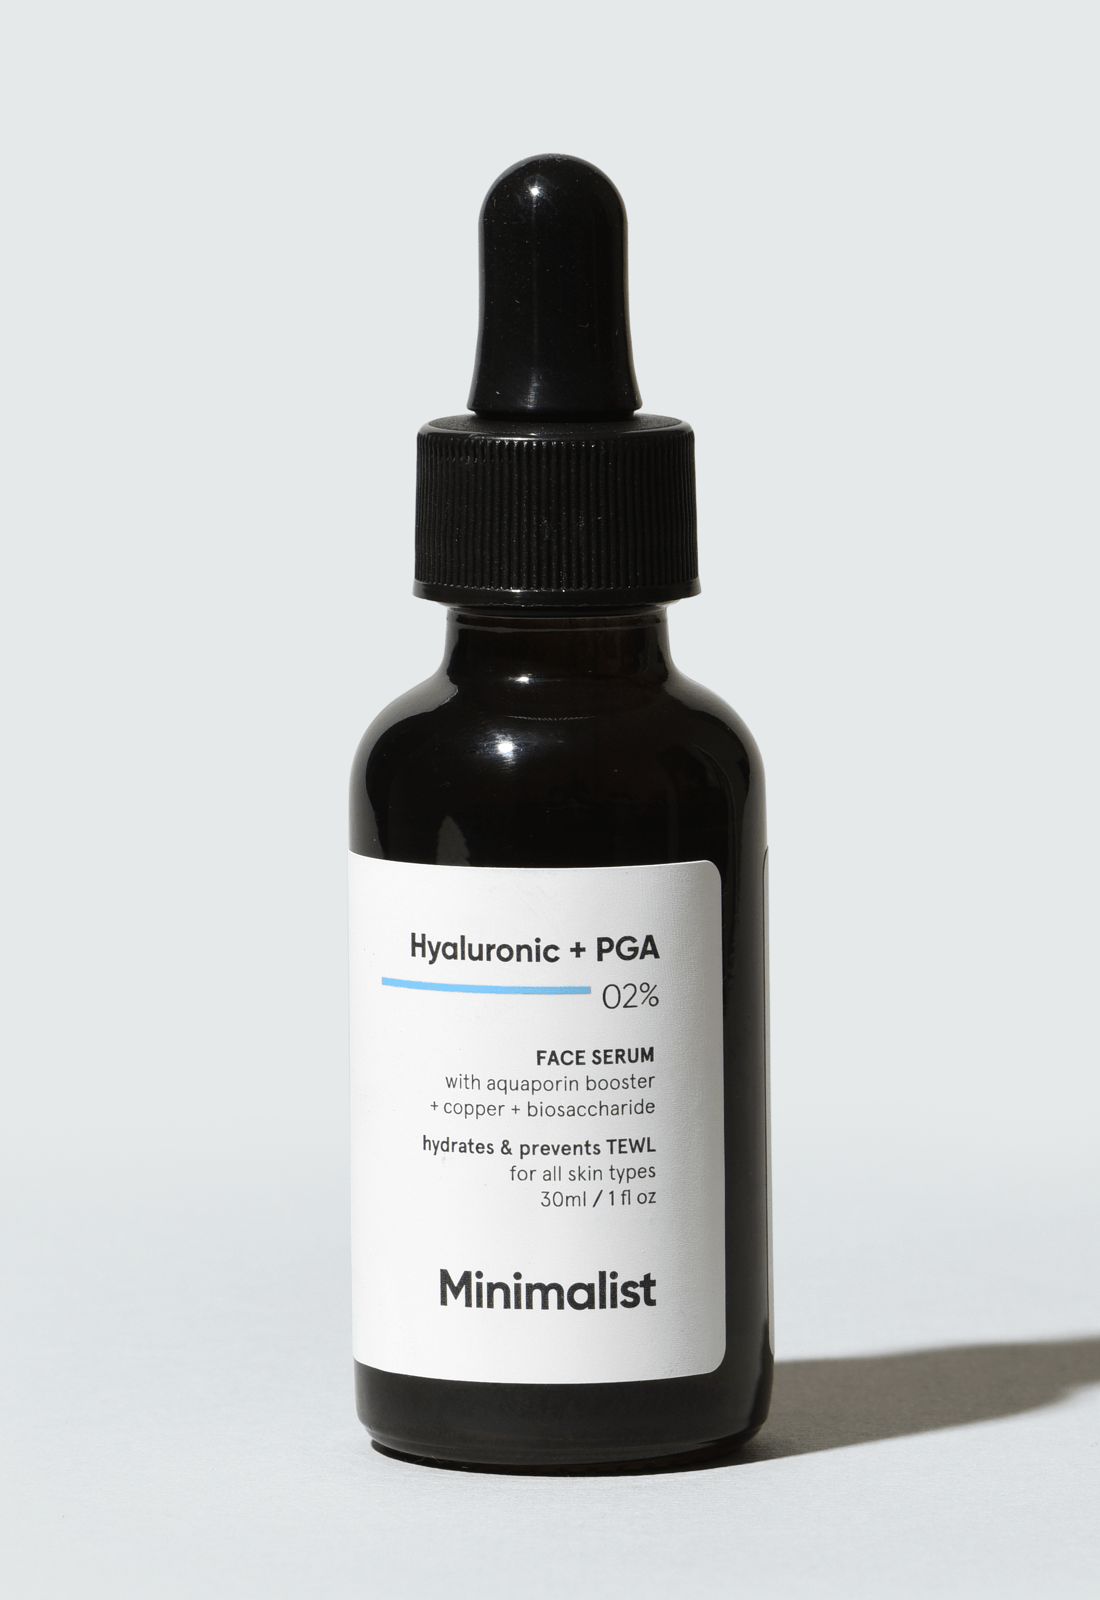 Hyaluronic + PGA
02%
FACE SERUM
with aquaporin booster
+ copper + biosaccharide
hydrates & prevents TEWL
for all skin types
30ml / 1 fl oz
Minimalist